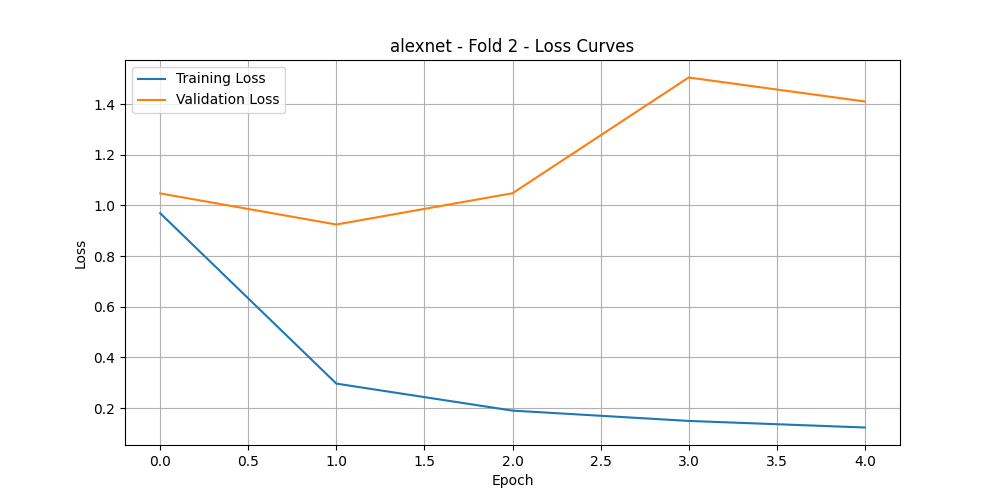 alexnet - Fold 2 - Loss Curves
Training Loss
Validation Loss
1.4
1.2
1.0
0.8
0.6
0.4
0.2
Loss
0.0 0.5 1.0 1.5 2.0 2.5 3.0 3.5 4.0
Epoch